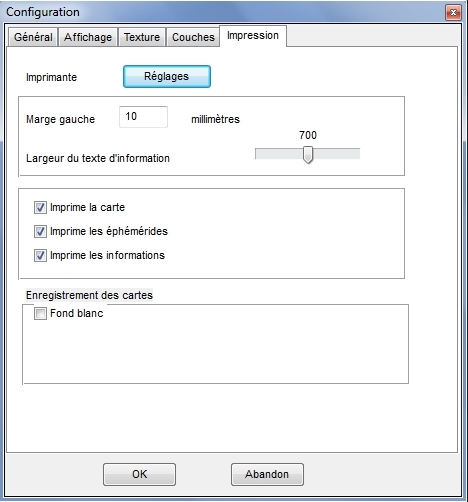 Configuration
Général Affichage Texture Couches Impression
Imprimante Réglages
Marge gauche 10 millimètres
700
Largeur du texte d'information
Imprime la carte
Imprime les éphémérides
Imprime les informations
Enregistrement des cartes
Fond blanc
OK Abandon